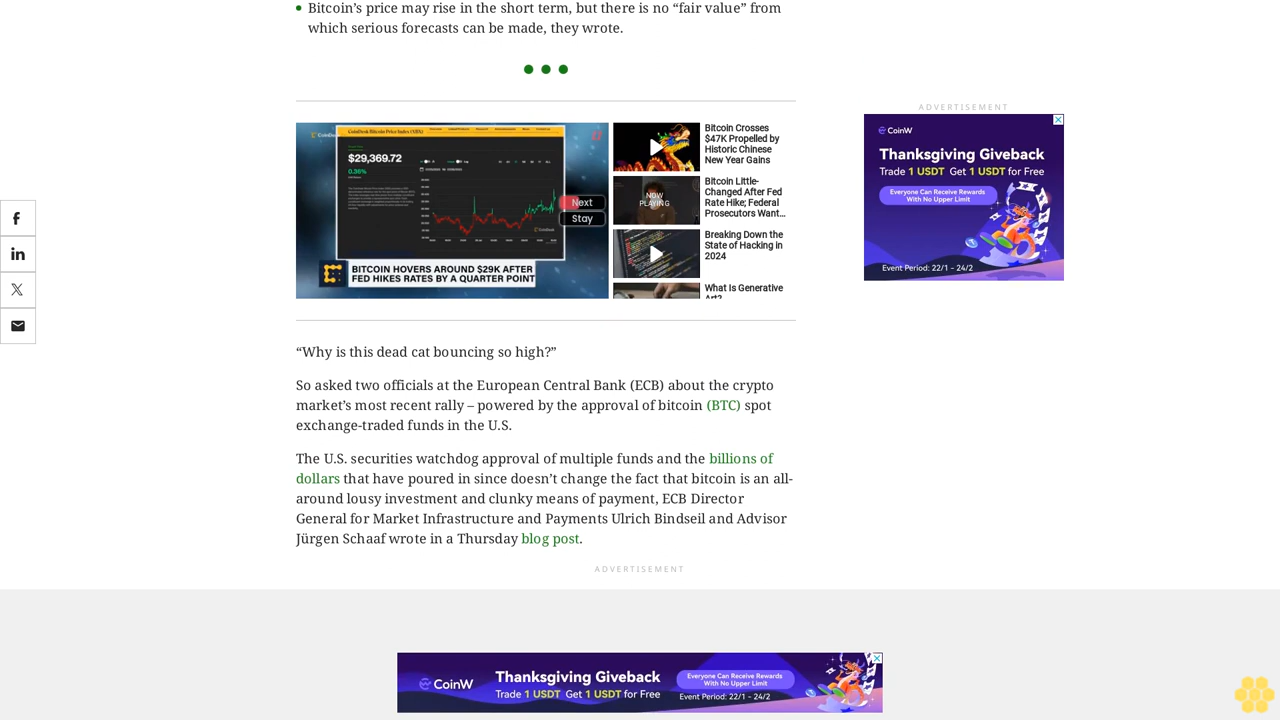 Bitcoin’s price may rise in the short term, but there is no “fair value” from
which serious forecasts can be made, they wrote.
ADVERTISEMENT
CoinW
Thanksgiving Giveback
Trade 1 USDT Get 1 USDT for Free
Everyone Can Receive Rewards
With No Upper Limit
Event Period: 22/1 - 24/2
CoinDesk Bitcoin Price Index (XBX)
$29,369.72
0.36%
CoinDesk
Next
Stay
BITCOIN HOVERS AROUND $29K AFTER
FED HIKES RATES BY A QUARTER POINT
Bitcoin Crosses
$47K Propelled by
Historic Chinese
New Year Gains
NOW
PLAYING
Bitcoin Little-
Changed After Fed
Rate Hike; Federal
Prosecutors Want...
Breaking Down the
State of Hacking in
2024
What Is Generative
Art?
“Why is this dead cat bouncing so high?”
So asked two officials at the European Central Bank (ECB) about the crypto
market’s most recent rally – powered by the approval of bitcoin (BTC) spot
exchange-traded funds in the U.S.
The U.S. securities watchdog approval of multiple funds and the billions of
dollars that have poured in since doesn’t change the fact that bitcoin is an all-
around lousy investment and clunky means of payment, ECB Director
General for Market Infrastructure and Payments Ulrich Bindseil and Advisor
Jürgen Schaaf wrote in a Thursday blog post.
ADVERTISEMENT
CoinW
Thanksgiving Giveback
Trade 1 USDT Get 1 USDT for Free
Everyone Can Receive Rewards
With No Upper Limit
Event Period: 22/1 - 24/2